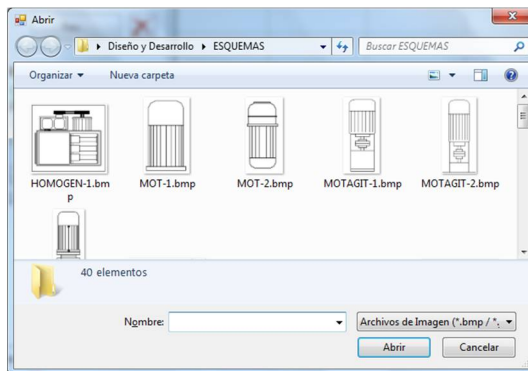 Abrir
Diseño y Desarrollo ▸ ESQUEMAS
Buscar ESQUEMAS
Organizar
Nueva carpeta
HOMOGEN-1.bm
p
MOT-1.bmp
MOT-2.bmp
MOTAGIT-1.bmp
MOTAGIT-2.bmp
40 elementos
Nombre:
Archivos de Imagen (*.bmp / *.
Abrir
Cancelar